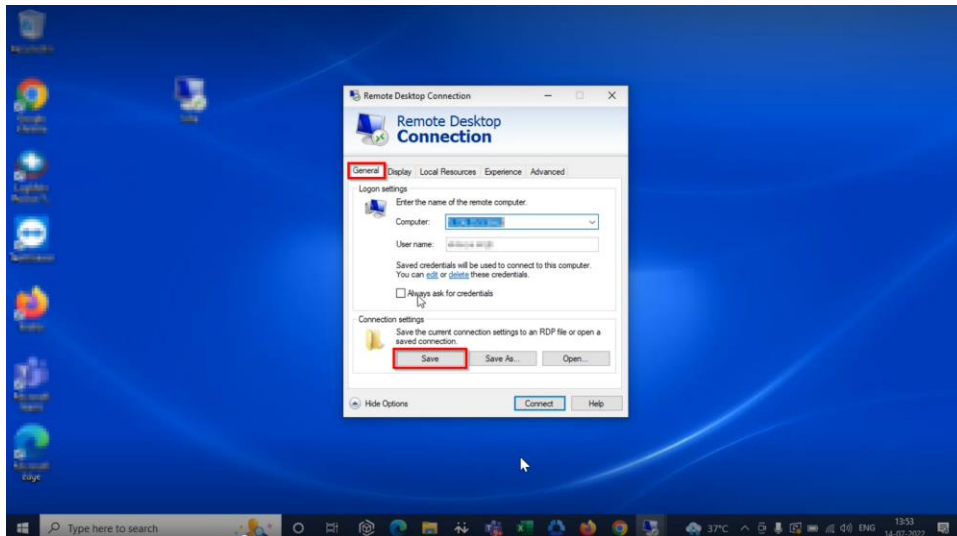 Remote Desktop Connection
Remote Desktop
Connection
General Display Local Resources Experience Advanced
Logon settings
Enter the name of the remote computer.
Computer:
User name:
Saved credentials will be used to connect to this computer.
You can edit or delete these credentials.
Always ask for credentials
Connection settings
Save the current connection settings to an RDP file or open a
saved connection.
Save Save As... Open...
Hide Options Connect Help
Edge
Type here to search 37°C ENG 13:53
14-07-2022